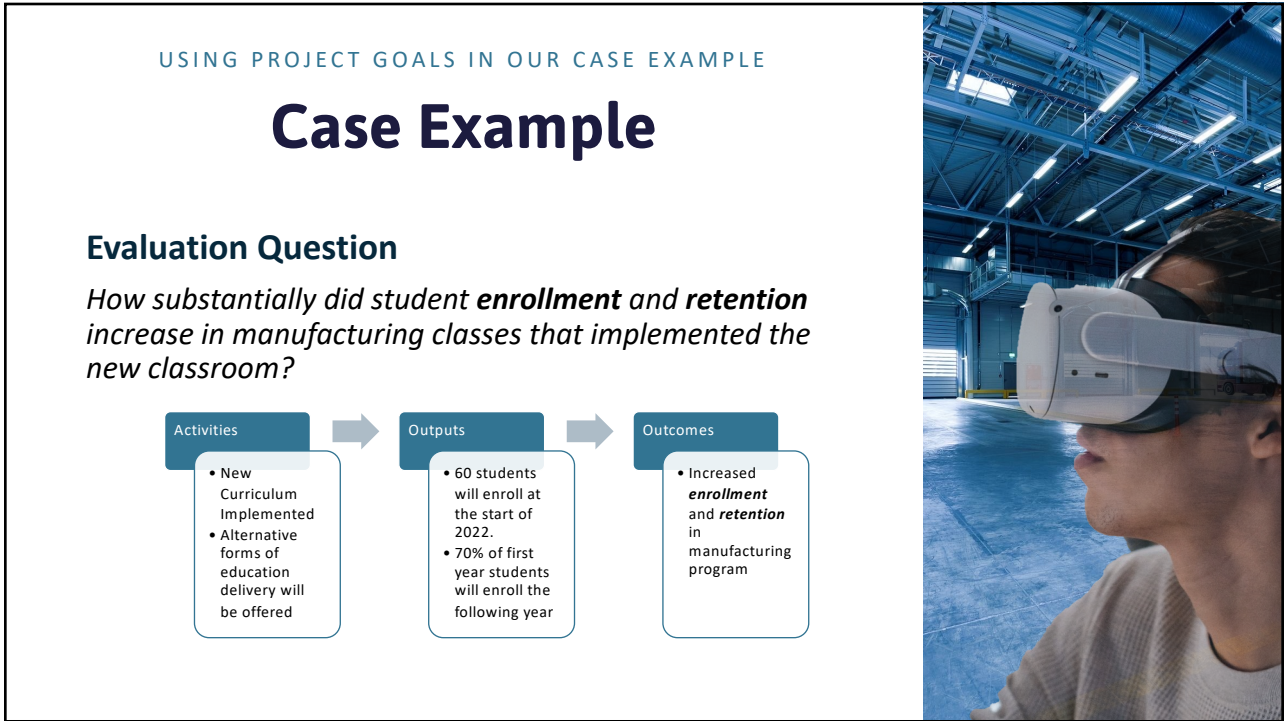 USING PROJECT GOALS IN OUR CASE EXAMPLE
Case Example
Evaluation Question
How substantially did student enrollment and retention
increase in manufacturing classes that implemented the
new classroom?
Activities
• New
Curriculum
Implemented
• Alternative
forms of
education
delivery will
be offered
Outputs
• 60 students
will enroll at
the start of
2022.
• 70% of first
year students
will enroll the
following year
Outcomes
• Increased
enrollment
and retention
in
manufacturing
program